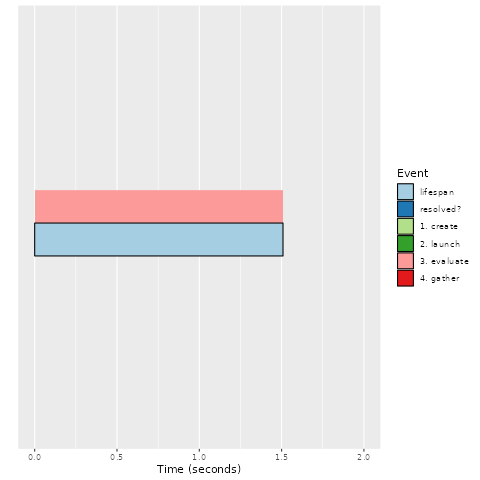 Event
lifespan
resolved?
1. create
2. launch
3. evaluate
4. gather
0.0 0.5 1.0 1.5 2.0
Time (seconds)